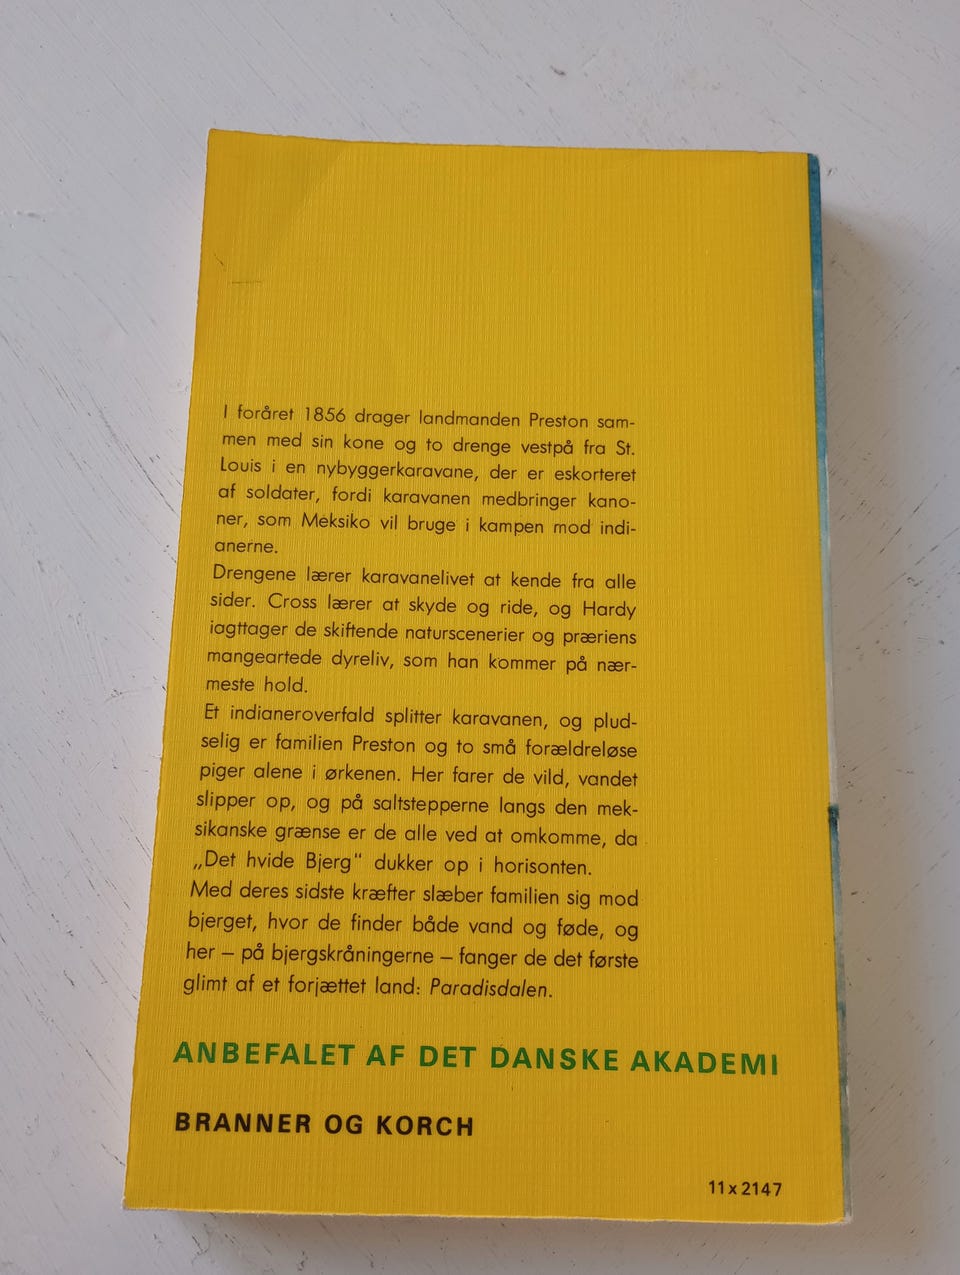 I foråret 1856 drager landmanden Preston sam-
men med sin kone og to drenge vestpå fra St.
Louis i en nybyggerkaravane, der er eskorteret
af soldater, fordi karavanen medbringer kano-
ner, som Meksiko vil bruge i kampen mod indi-
anerne.
Drengene lærer karavanelivet at kende fra alle
sider. Cross lærer at skyde og ride, og Hardy
iagttager de skiftende naturscenerier og præriens
mangeartede dyreliv, som han kommer på nær-
meste hold.
Et indianeroverfald splitter karavanen, og plud-
selig er familien Preston og to små forældreløse
piger alene i ørkenen. Her farer de vild, vandet
slipper op, og på saltstepperne langs den mek-
sikanske grænse er de alle ved at omkomme, da
„Det hvide Bjerg" dukker op i horisonten.
Med deres sidste kræfter slæber familien sig mod
bjerget, hvor de finder både vand og føde, og
her – på bjergskråningerne – fanger de det første
glimt af et forjættet land: Paradisdalen.
ANBEFALET AF DET DANSKE AKADEMI
BRANNER OG KORCH
11 x 2147